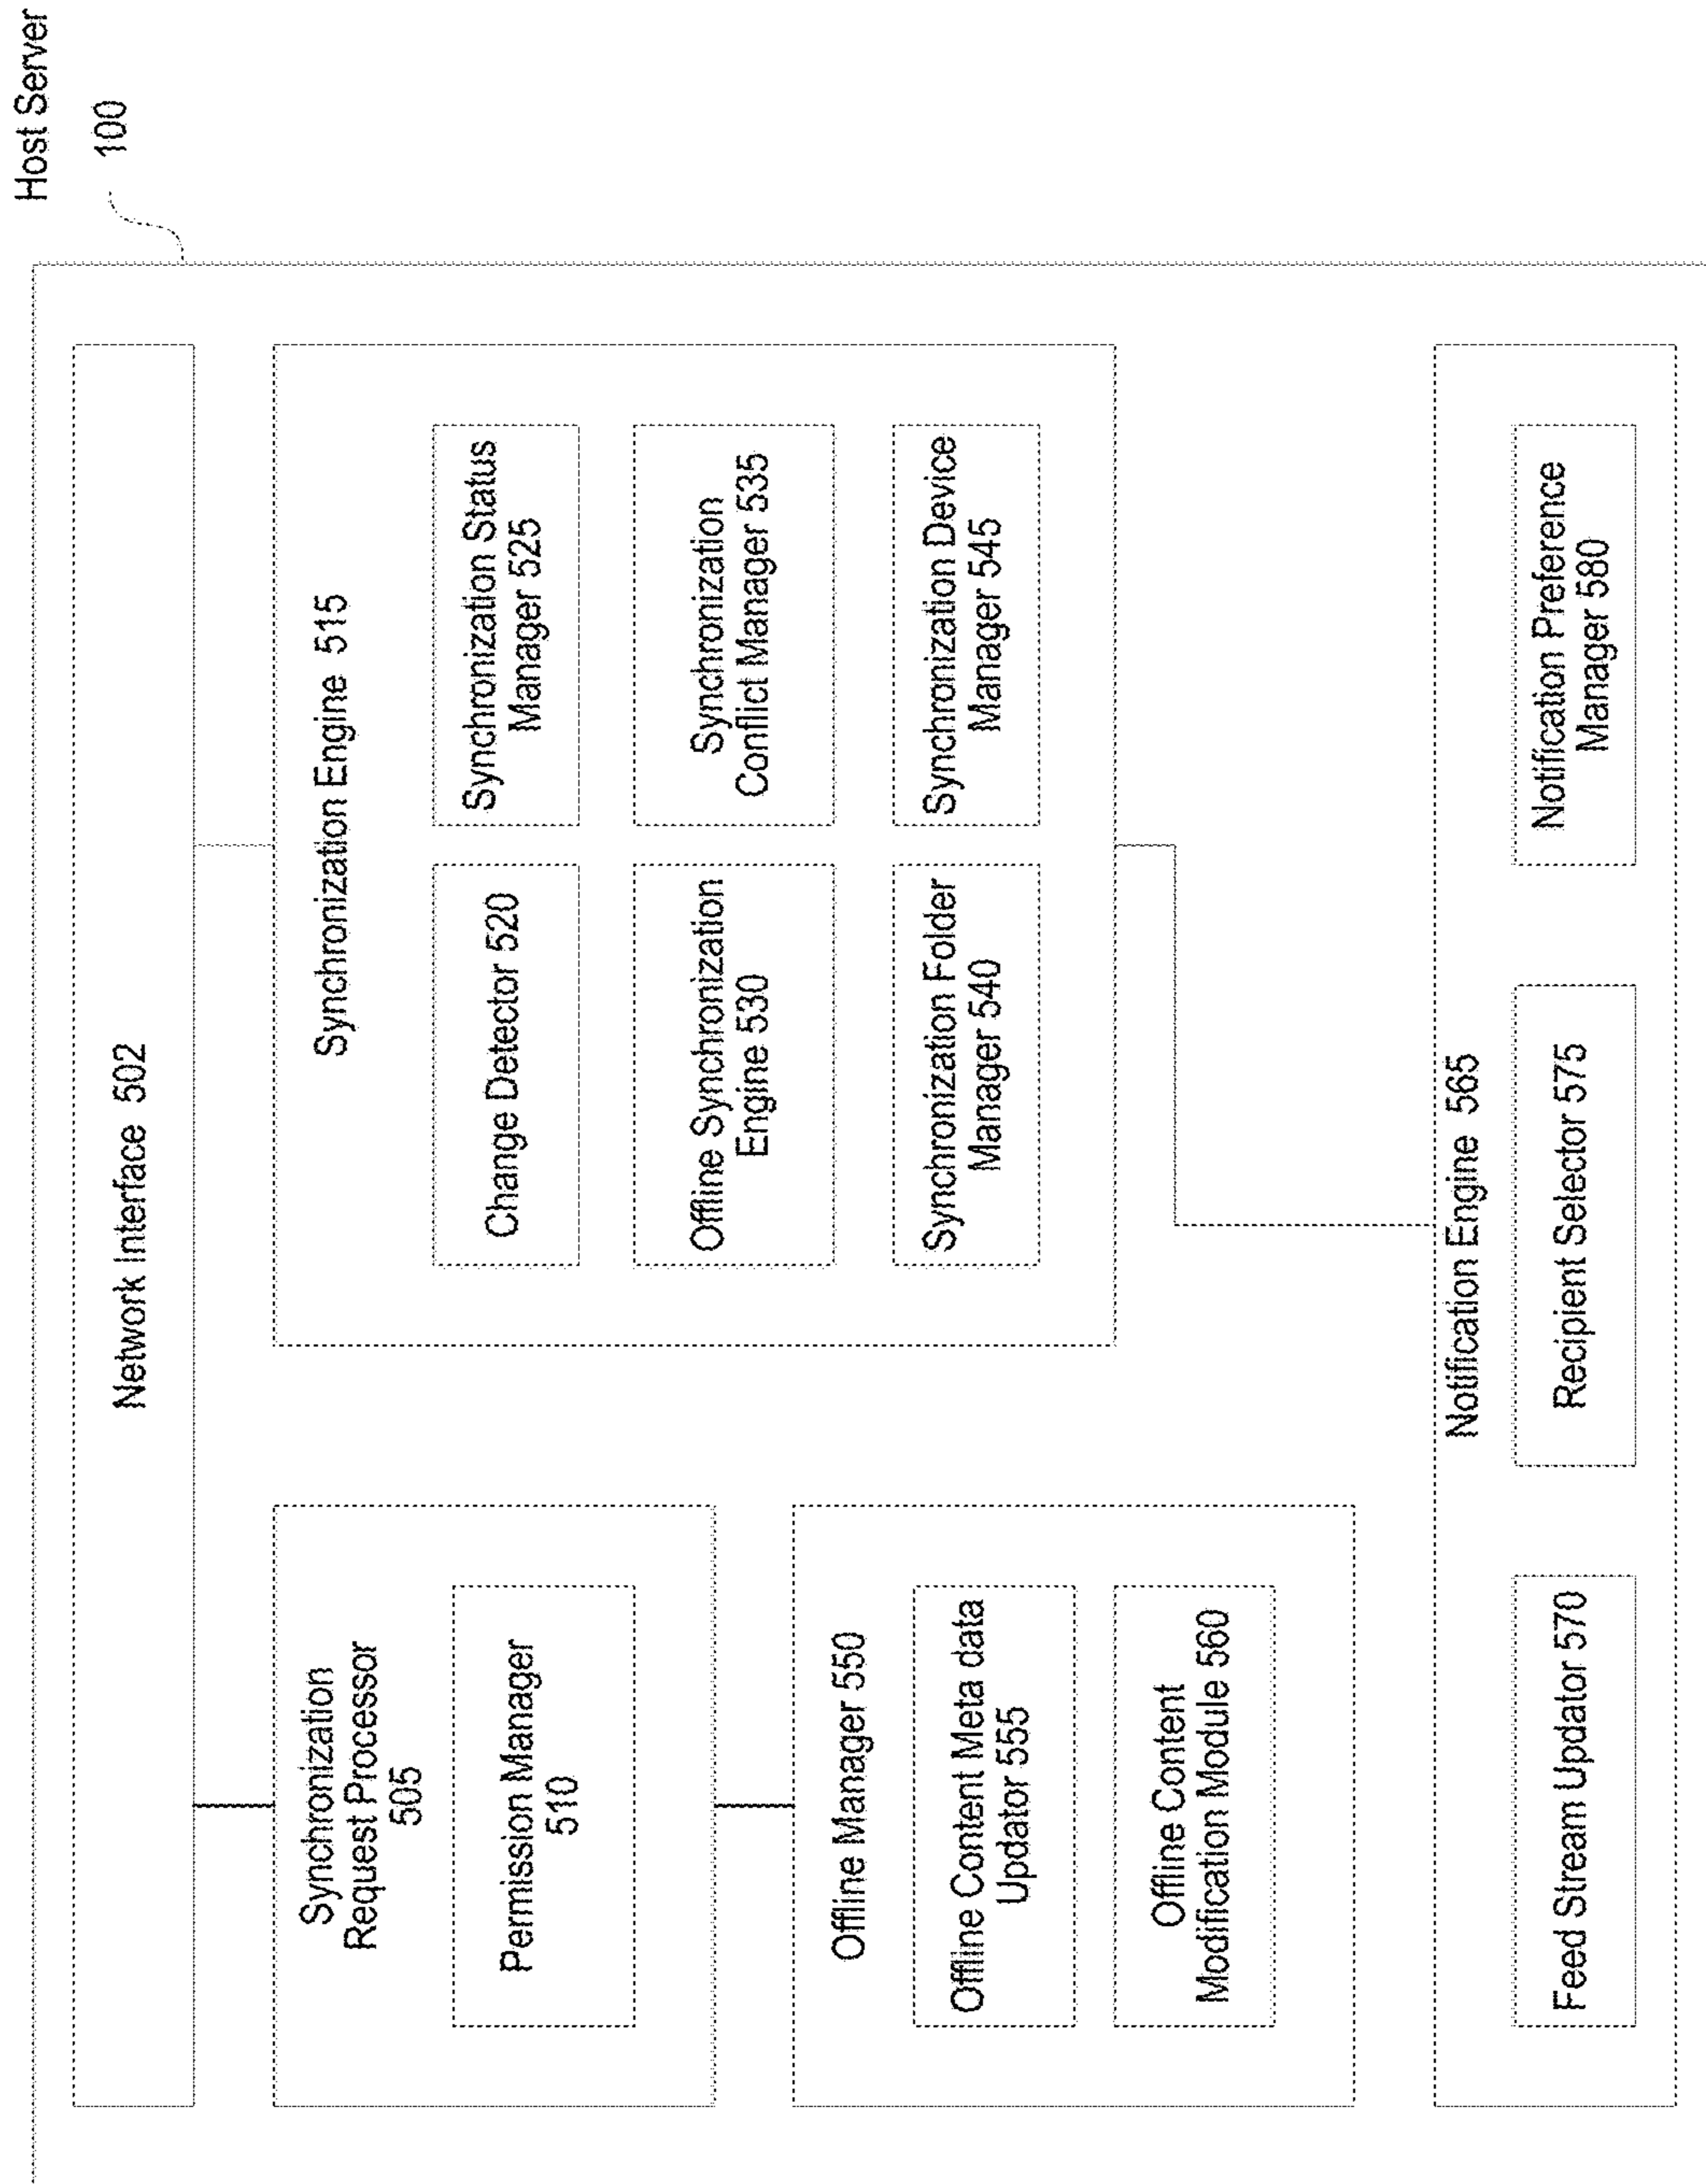 Host Server
100
Network Interface 502
Synchronization
Request Processor
505
Permission Manager
510
Synchronization Engine 515
Change Detector 520
Synchronization Status
Manager 525
Offline Synchronization
Engine 530
Synchronization
Conflict Manager 535
Synchronization Folder
Manager 540
Synchronization Device
Manager 545
Offline Manager 550
Offline Content Meta data
Updator 555
Offline Content
Modification Module 560
Notification Engine 565
Feed Stream Updator 570
Recipient Selector 575
Notification Preference
Manager 580